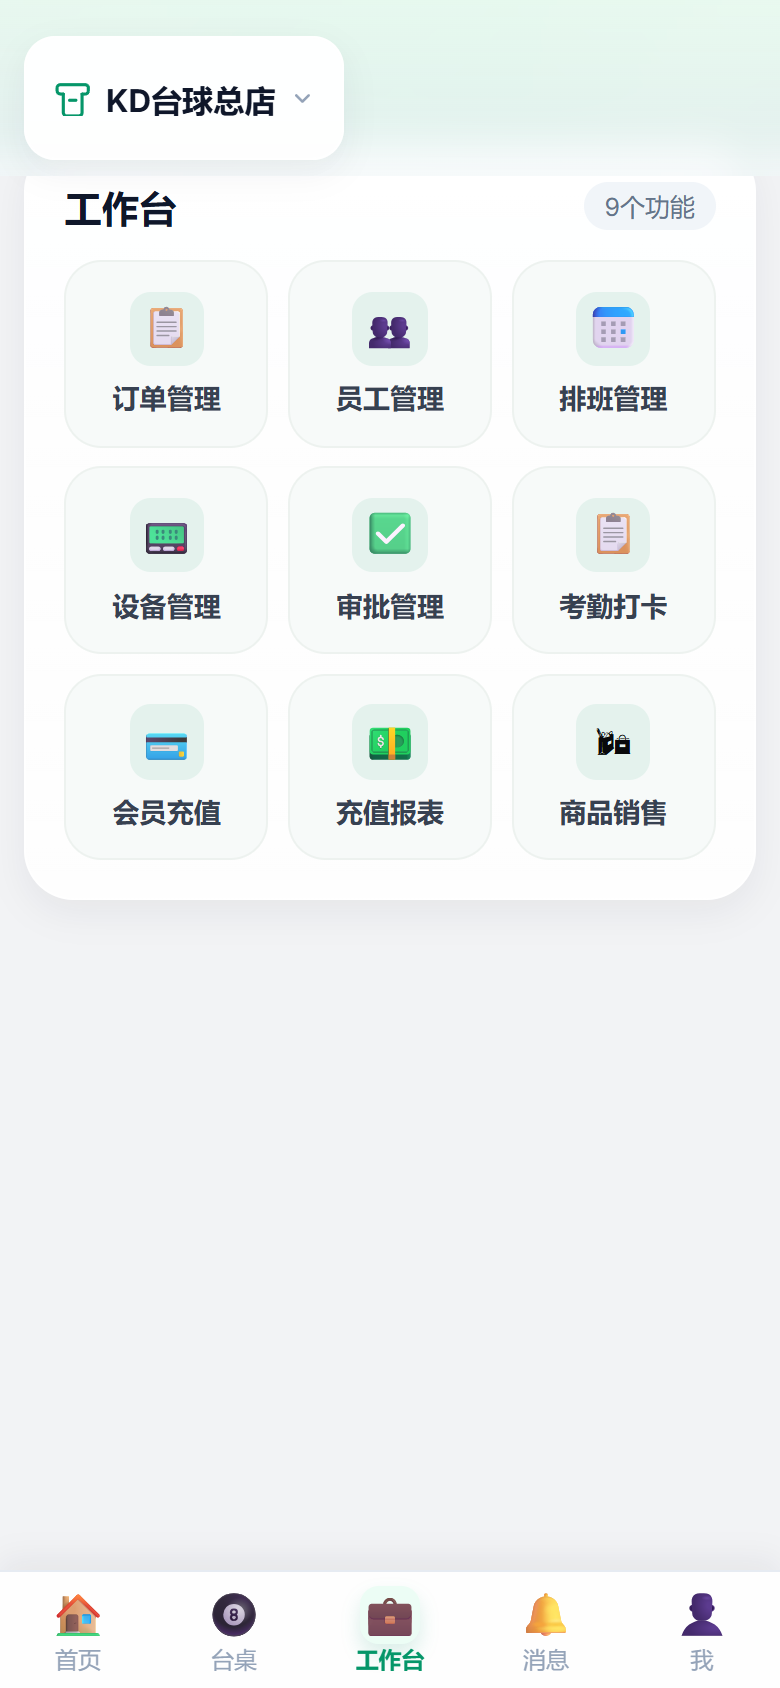 KD台球总店
工作台
9个功能
订单管理
员工管理
排班管理
设备管理
审批管理
考勤打卡
会员充值
充值报表
商品销售
首页
台桌
工作台
消息
我